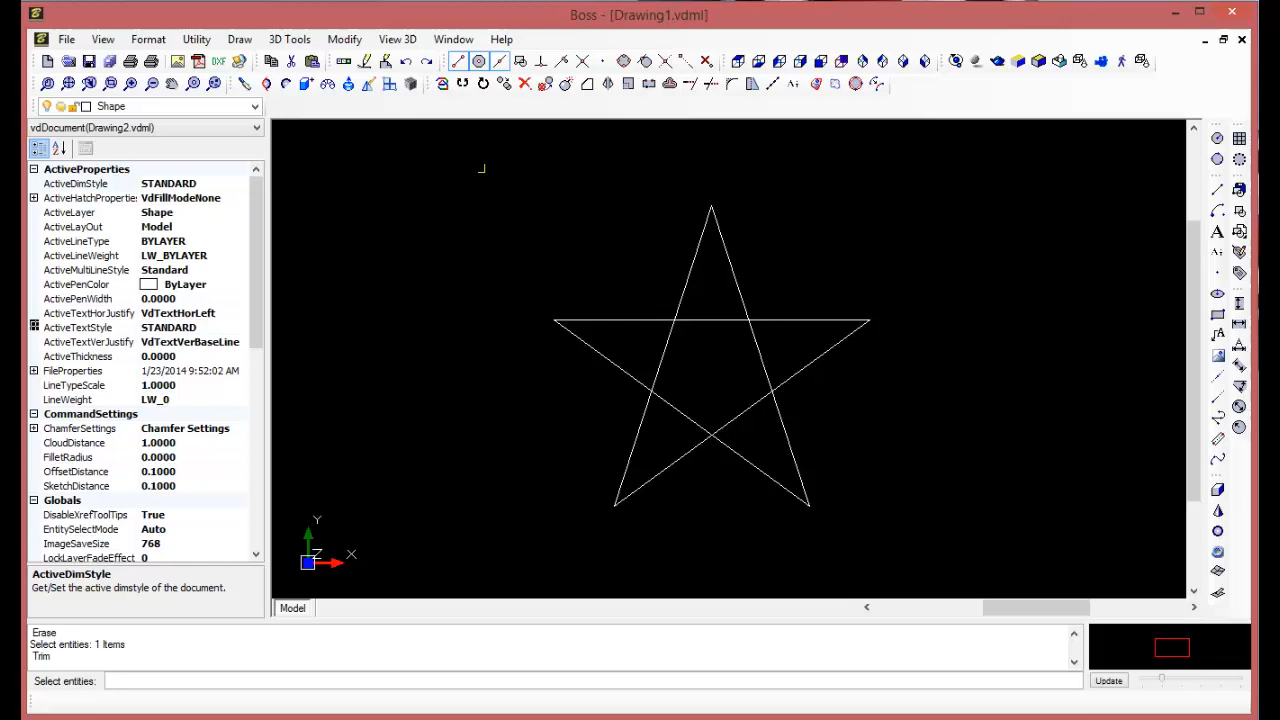 Boss - [Drawing1.vdml]
File View Format Utility Draw 3D Tools Modify View 3D Window Help
DXF
Shape
vdDocument(Drawing2.vdml)
ActiveProperties
ActiveDimStyle STANDARD
ActiveHatchProperties VdFillModeNone
ActiveLayer Shape
ActiveLayOut Model
ActiveLineType BYLAYER
ActiveLineWeight LW_BYLAYER
ActiveMultiLineStyle Standard
ActivePenColor ByLayer
ActivePenWidth 0.0000
ActiveTextHorJustify VdTextHorLeft
ActiveTextStyle STANDARD
ActiveTextVerJustify VdTextVerBaseLine
ActiveThickness 0.0000
FileProperties 1/23/2014 9:52:02 AM
LineTypeScale 1.0000
LineWeight LW_0
CommandSettings
ChamferSettings Chamfer Settings
CloudDistance 1.0000
FilletRadius 0.0000
OffsetDistance 0.1000
SketchDistance 0.1000
Globals
DisableXrefToolTips True
EntitySelectMode Auto
ImageSaveSize 768
LockLayerFadeEffect 0
ActiveDimStyle
Get/Set the active dimstyle of the document.
Y
Z X
Model
Erase
Select entities: 1 Items
Trim
Select entities:
Update